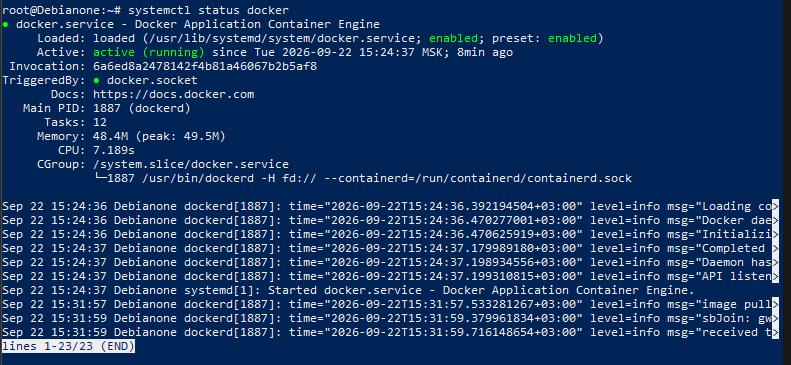 root@Debianone:~# systemctl status docker
● docker.service - Docker Application Container Engine
Loaded: loaded (/usr/lib/systemd/system/docker.service; enabled; preset: enabled)
Active: active (running) since Tue 2026-09-22 15:24:37 MSK; 8min ago
Invocation: 6a6ed8a2478142f4b81a46067b2b5af8
TriggeredBy: ● docker.socket
Docs: https://docs.docker.com
Main PID: 1887 (dockerd)
Tasks: 12
Memory: 48.4M (peak: 49.5M)
CPU: 7.189s
CGroup: /system.slice/docker.service
└─1887 /usr/bin/dockerd -H fd:// --containerd=/run/containerd/containerd.sock
Sep 22 15:24:36 Debianone dockerd[1887]: time="2026-09-22T15:24:36.392194504+03:00" level=info msg="Loading co>
Sep 22 15:24:36 Debianone dockerd[1887]: time="2026-09-22T15:24:36.470277001+03:00" level=info msg="Docker dae>
Sep 22 15:24:36 Debianone dockerd[1887]: time="2026-09-22T15:24:36.470625919+03:00" level=info msg="Initializi>
Sep 22 15:24:37 Debianone dockerd[1887]: time="2026-09-22T15:24:37.179989180+03:00" level=info msg="Completed >
Sep 22 15:24:37 Debianone dockerd[1887]: time="2026-09-22T15:24:37.198934556+03:00" level=info msg="Daemon has>
Sep 22 15:24:37 Debianone dockerd[1887]: time="2026-09-22T15:24:37.199310815+03:00" level=info msg="API listen>
Sep 22 15:24:37 Debianone systemd[1]: Started docker.service - Docker Application Container Engine.
Sep 22 15:31:57 Debianone dockerd[1887]: time="2026-09-22T15:31:57.533281267+03:00" level=info msg="image pull>
Sep 22 15:31:59 Debianone dockerd[1887]: time="2026-09-22T15:31:59.379961834+03:00" level=info msg="sbJoin: gw>
Sep 22 15:31:59 Debianone dockerd[1887]: time="2026-09-22T15:31:59.716148654+03:00" level=info msg="received t>
lines 1-23/23 (END)